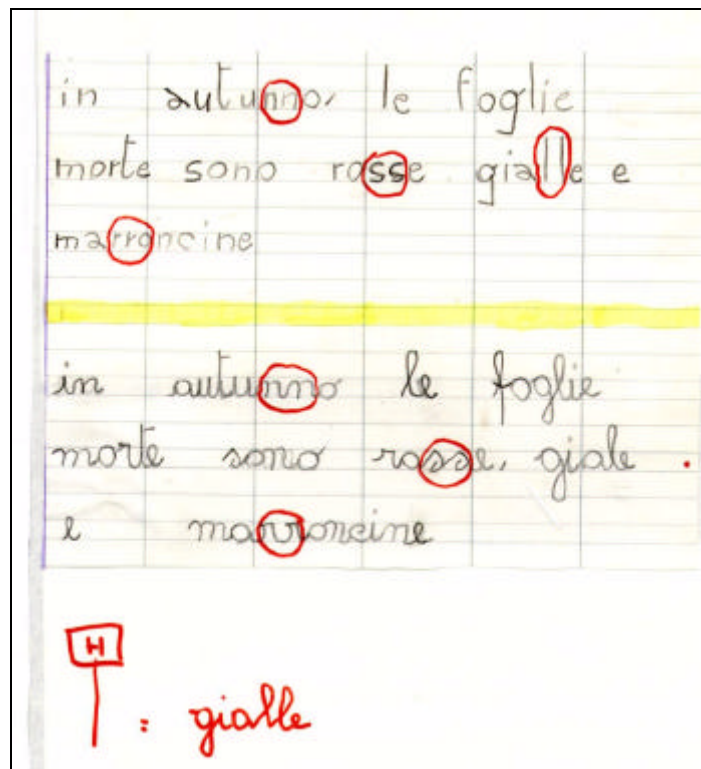 in autunno, le foglie
morte sono rosse gialle e
marroncine
in autunno le foglie
morte sono rosse, giale .
e marroncine
H
: gialle